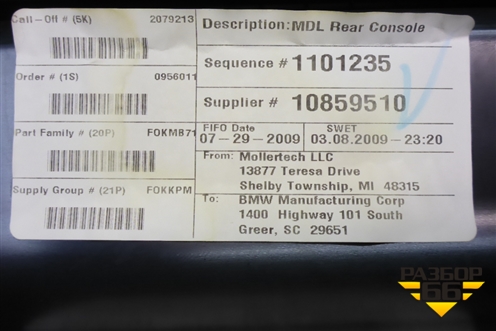 Call-Off # (5K) 2079213
Order # (1S) 0956011
Part Family # (20P) FOKMB71
Supply Group # (21P) FOKKPM
Description: MDL Rear Console
Sequence # 1101235
Supplier # 10859510
FIFO Date
07-29-2009
SWET
03.08.2009-23:20
From: Mollertech LLC
13877 Teresa Drive
Shelby Township, MI 48315
To: BMW Manufacturing Corp
1400 Highway 101 South
Greer, SC 29651
РАЗБОР
66